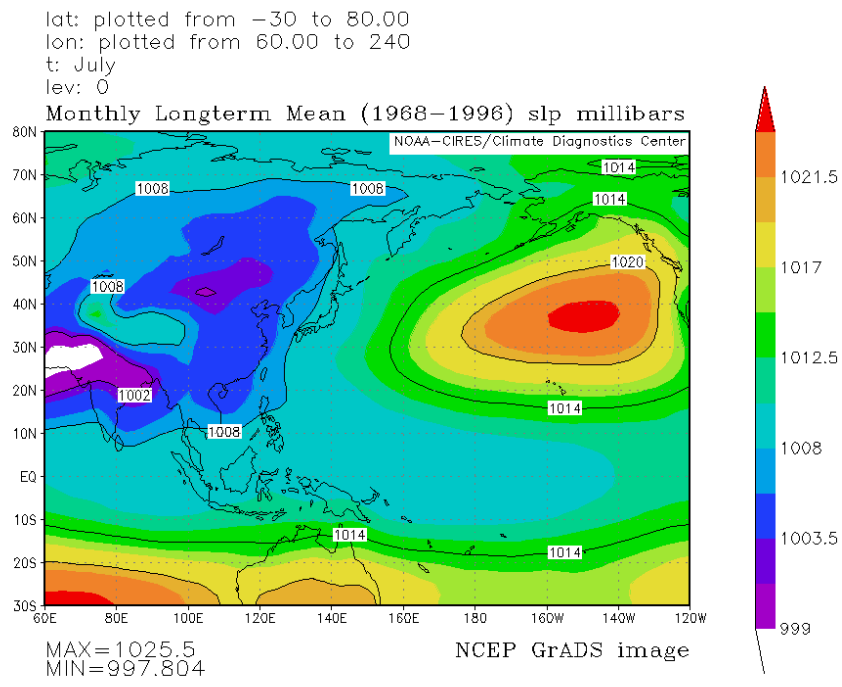 lat: plotted from −30 to 80.00
lon: plotted from 60.00 to 240
t: July
lev: 0
Monthly Longterm Mean (1968−1996) slp millibars
NOAA−CIRES/Climate Diagnostics Center
80N
70N
60N
50N
40N
30N
20N
10N
EQ
10S
20S
30S
1014
1008
1008
1014
1020
1008
1002
1014
1008
1014
1014
60E
80E
100E
120E
140E
160E
180
160W
140W
120W
1021.5
1017
1012.5
1008
1003.5
999
MAX=1025.5
MIN=997.804
NCEP GrADS image